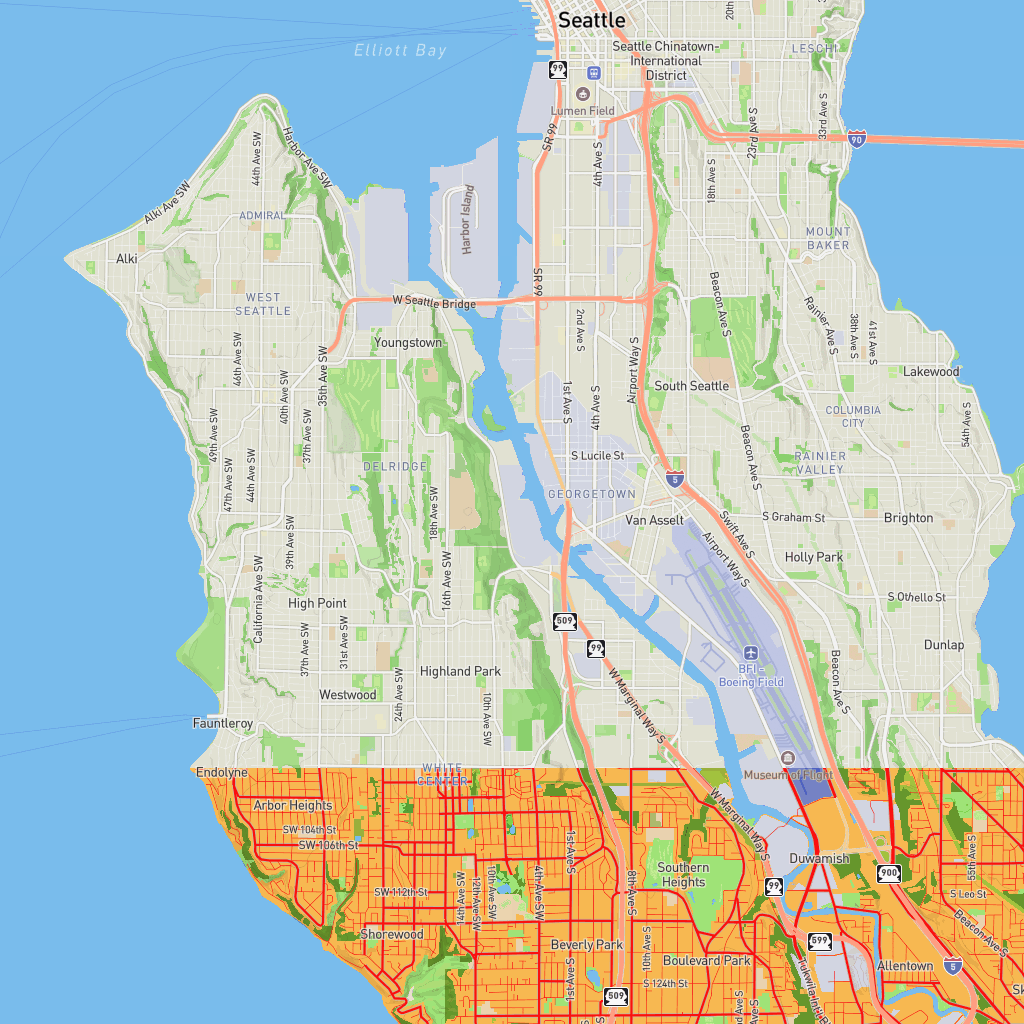 Seattle
20th
Elliott Bay
Seattle Chinatown-
International
District
LESCHI
99
Lumen Field
90
SR 99
4th Ave S
23rd Ave S
33rd Ave S
44th Ave SW
Harbor Ave SW
Alki Ave SW
18th Ave S
ADMIRAL
Harbor Island
MOUNT
BAKER
Alki
WEST
SEATTLE
W Seattle Bridge
SR 99
Beacon Ave S
Rainier Ave S
38th Ave S
41st Ave S
Youngstown
2nd Ave S
Airport Way S
46th Ave SW
35th Ave SW
40th Ave SW
1st Ave S
4th Ave S
South Seattle
Lakewood
COLUMBIA
CITY
54th Ave S
49th Ave SW
37th Ave SW
44th Ave SW
47th Ave SW
DELRIDGE
S Lucile St
Beacon Ave S
RAINIER
VALLEY
5
GEORGETOWN
18th Ave SW
39th Ave SW
Van Asselt
Swift Ave S
S Graham St
Brighton
Airport Way S
Holly Park
16th Ave SW
California Ave SW
High Point
S Othello St
509
31st Ave SW
37th Ave SW
99
Dunlap
BFI -
Boeing Field
Highland Park
Westwood
24th Ave SW
10th Ave SW
W Marginal Way S
Beacon Ave S
Fauntleroy
Endolyne
WHITE
CENTER
Museum of Flight
Arbor Heights
W Marginal Way S
SW 104th St
SW 106th St
1st Ave S
Duwamish
35th Ave S
Southern
Heights
900
99
SW 112th St
14th Ave SW
12th Ave SW
10th Ave SW
4th Ave SW
8th Ave S
S Leo St
Beacon Ave S
Shorewood
Beverly Park
10th Ave S
599
Boulevard Park
Allentown
5
1st Ave S
S 124th St
509
Tukwila Intl